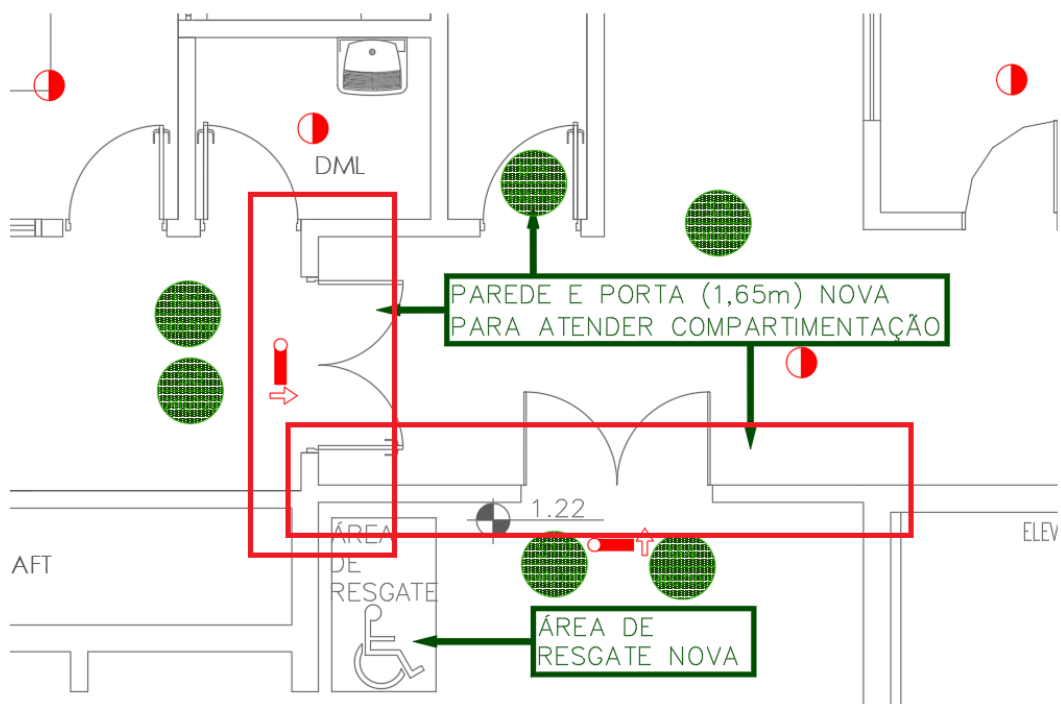 DML
PAREDE E PORTA (1,65m) NOVA
PARA ATENDER COMPARTIMENTAÇÃO
1.22
ÁREA
DE
RESGATE
ELEV
AFT
ÁREA DE
RESGATE NOVA